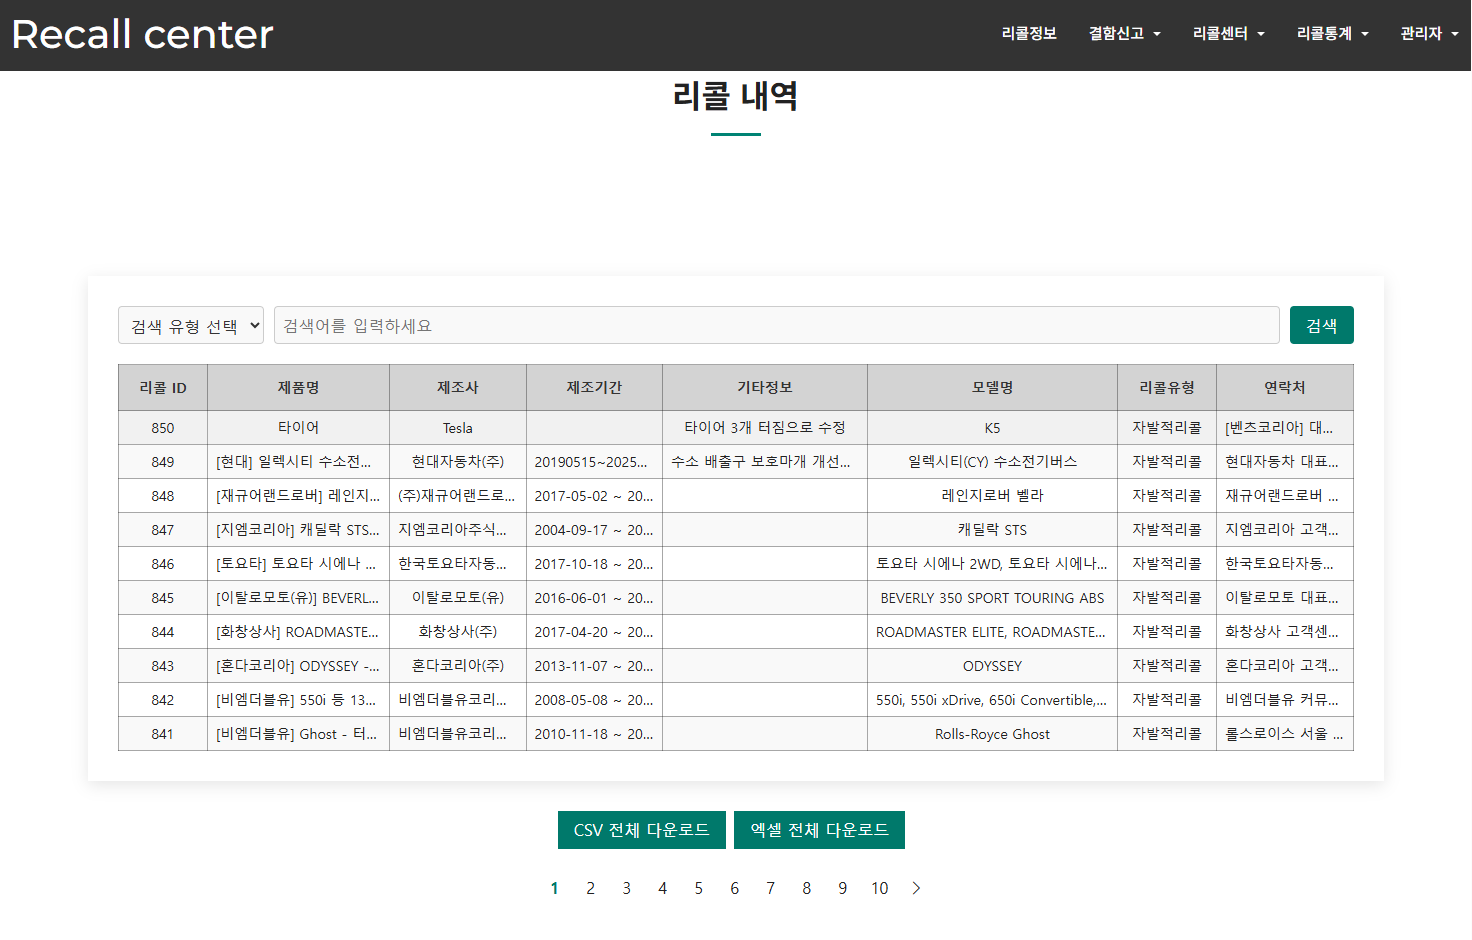 Recall center 리콜정보 결함신고 리콜센터 리콜통계 관리자
리콜 내역
검색 유형 선택 검색어를 입력하세요 검색
리콜 ID 제품명 제조사 제조기간 기타정보 모델명 리콜유형 연락처
850 타이어 Tesla 타이어 3개 터짐으로 수정 K5 자발적리콜 [벤츠코리아] 대...
849 [현대] 일렉시티 수소전... 현대자동차(주) 20190515~2025... 수소 배출구 보호마개 개선... 일렉시티(CY) 수소전기버스 자발적리콜 현대자동차 대표...
848 [재규어랜드로버] 레인지... (주)재규어랜드로... 2017-05-02 ~ 20... 레인지로버 벨라 자발적리콜 재규어랜드로버 ...
847 [지엠코리아] 캐딜락 STS... 지엠코리아주식... 2004-09-17 ~ 20... 캐딜락 STS 자발적리콜 지엠코리아 고객...
846 [토요타] 토요타 시에나 ... 한국토요타자동... 2017-10-18 ~ 20... 토요타 시에나 2WD, 토요타 시에나... 자발적리콜 한국토요타자동...
845 [이탈로모토(유)] BEVERL... 이탈로모토(유) 2016-06-01 ~ 20... BEVERLY 350 SPORT TOURING ABS 자발적리콜 이탈로모토 대표...
844 [화창상사] ROADMASTE... 화창상사(주) 2017-04-20 ~ 20... ROADMASTER ELITE, ROADMASTE... 자발적리콜 화창상사 고객센...
843 [혼다코리아] ODYSSEY -... 혼다코리아(주) 2013-11-07 ~ 20... ODYSSEY 자발적리콜 혼다코리아 고객...
842 [비엠더블유] 550i 등 13... 비엠더블유코리... 2008-05-08 ~ 20... 550i, 550i xDrive, 650i Convertible,... 자발적리콜 비엠더블유 커뮤...
841 [비엠더블유] Ghost - 터... 비엠더블유코리... 2010-11-18 ~ 20... Rolls-Royce Ghost 자발적리콜 롤스로이스 서울 ...
CSV 전체 다운로드 엑셀 전체 다운로드
1 2 3 4 5 6 7 8 9 10